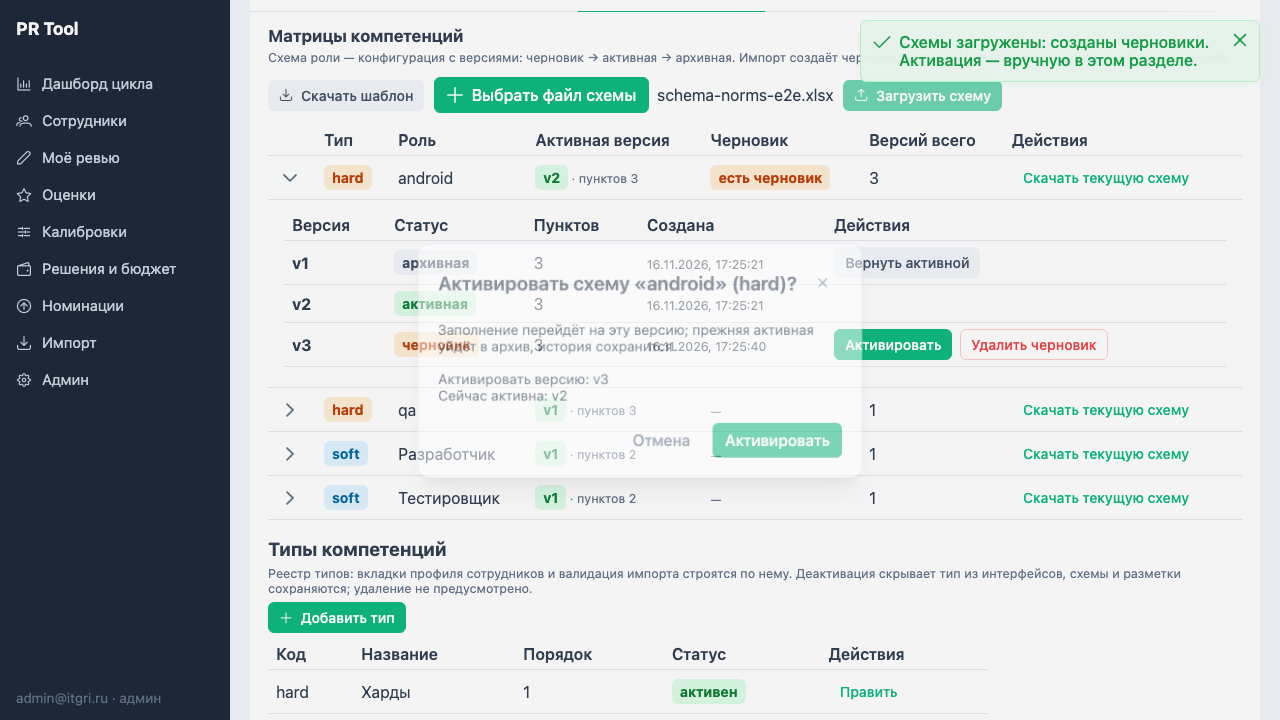 PR Tool
Дашборд цикла
Сотрудники
Моё ревью
Оценки
Калибровки
Решения и бюджет
Номинации
Импорт
Админ
admin@itgri.ru · админ
Матрицы компетенций
Схема роли — конфигурация с версиями: черновик → активная → архивная. Импорт создаёт
Схемы загружены: созданы черновики.
Активация — вручную в этом разделе.
Скачать шаблон
Выбрать файл схемы
schema-norms-e2e.xlsx
Загрузить схему
Тип Роль Активная версия Черновик Версий всего Действия
hard android v2 · пунктов 3 есть черновик 3 Скачать текущую схему
Версия Статус Пунктов Создана Действия
v1 архивная 3 16.11.2026, 17:25:21 Вернуть активной
v2 активная 3 16.11.2026, 17:25:21
v3 черновик 3 16.11.2026, 17:25:40 Активировать Удалить черновик
Активировать схему «android» (hard)?
Заполнение перейдёт на эту версию; прежняя активная
уйдёт в архив, история сохранится.
Активировать версию: v3
Сейчас активна: v2
Отмена Активировать
hard qa v1 · пунктов 3 — 1 Скачать текущую схему
soft Разработчик v1 · пунктов 2 — 1 Скачать текущую схему
soft Тестировщик v1 · пунктов 2 — 1 Скачать текущую схему
Типы компетенций
Реестр типов: вкладки профиля сотрудников и валидация импорта строятся по нему. Деактивация скрывает тип из интерфейсов, схемы и разметки
сохраняются; удаление не предусмотрено.
Добавить тип
Код Название Порядок Статус Действия
hard Харды 1 активен Править